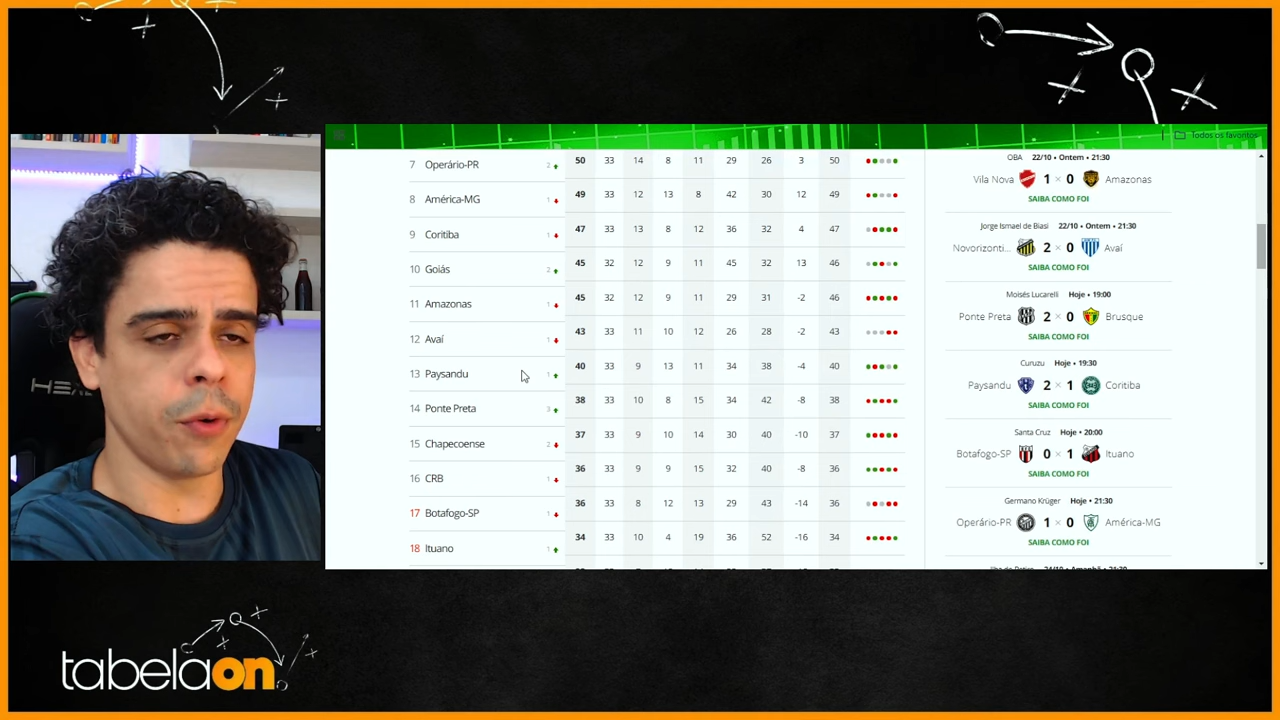 Todos os favoritos
7 Operário-PR 2 50 33 14 8 11 29 26 3 50
8 América-MG 1 49 33 12 13 8 42 30 12 49
9 Coritiba 1 47 33 13 8 12 36 32 4 47
10 Goiás 2 45 32 12 9 11 45 32 13 46
11 Amazonas 1 45 32 12 9 11 29 31 -2 46
12 Avaí 1 43 33 11 10 12 26 28 -2 43
13 Paysandu 1 40 33 9 13 11 34 38 -4 40
14 Ponte Preta 3 38 33 10 8 15 34 42 -8 38
15 Chapecoense 2 37 33 9 10 14 30 40 -10 37
16 CRB 1 36 33 9 9 15 32 40 -8 36
17 Botafogo-SP 1 36 33 8 12 13 29 43 -14 36
18 Ituano 1 34 33 10 4 19 36 52 -16 34
OBA 22/10 • Ontem • 21:30
Vila Nova 1 × 0 Amazonas
SAIBA COMO FOI
Jorge Ismael de Biasi 22/10 • Ontem • 21:30
Novorizonti... 2 × 0 Avaí
SAIBA COMO FOI
Moisés Lucarelli Hoje • 19:00
Ponte Preta 2 × 0 Brusque
SAIBA COMO FOI
Curuzu Hoje • 19:30
Paysandu 2 × 1 Coritiba
SAIBA COMO FOI
Santa Cruz Hoje • 20:00
Botafogo-SP 0 × 1 Ituano
SAIBA COMO FOI
Germano Krüger Hoje • 21:30
Operário-PR 1 × 0 América-MG
SAIBA COMO FOI
tabelaon